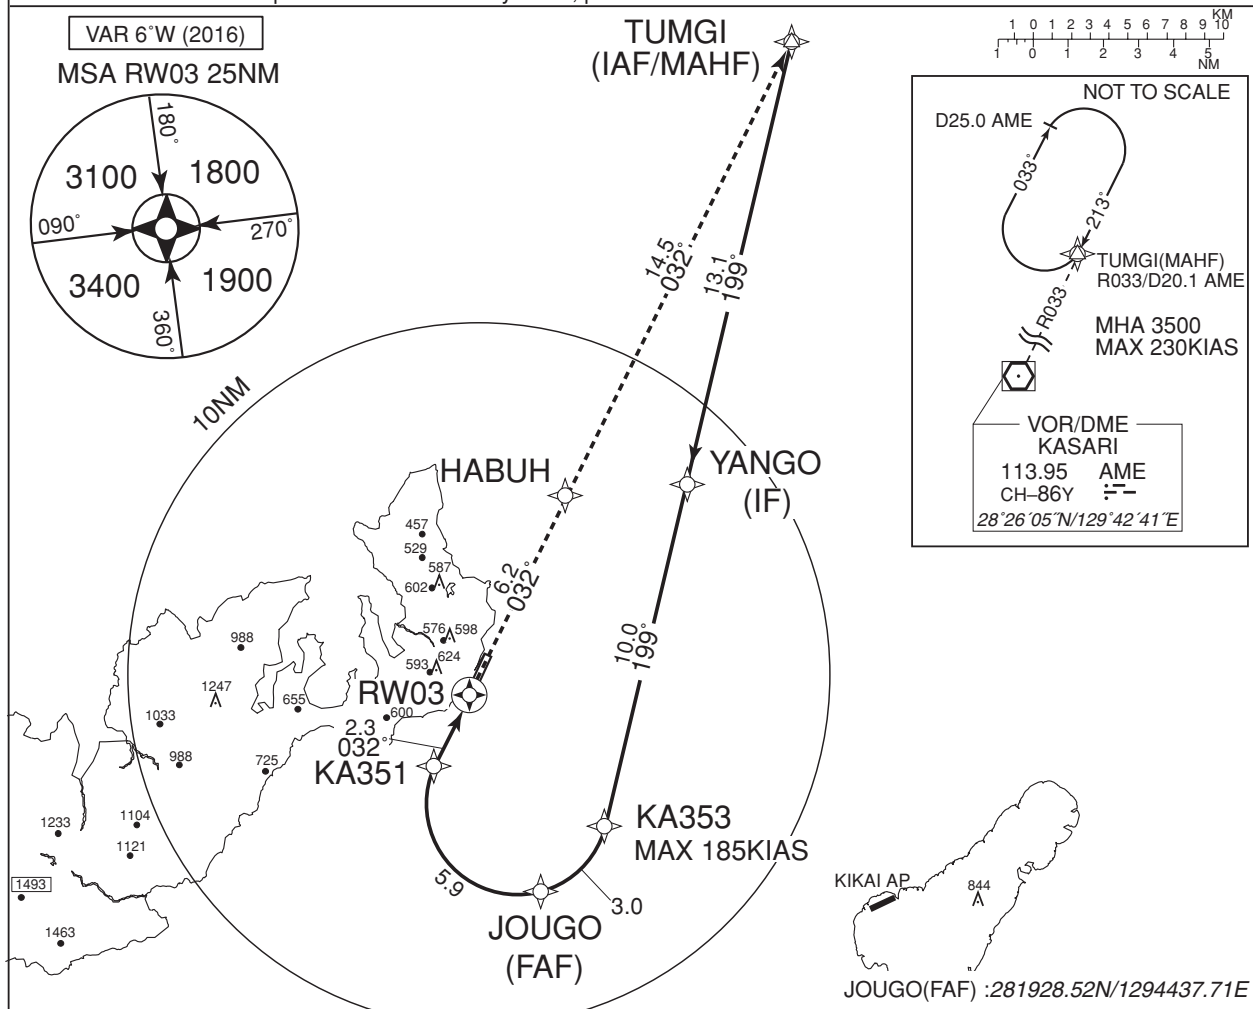 VAR 6°W (2016)
MSA RW03 25NM
180°
3100
1800
090°
270°
3400
1900
360°
TUMGI
(IAF/MAHF)
1 0 1 2 3 4 5 6 7 8 9 10
KM
1 0 1 2 3 4 5
NM
NOT TO SCALE
D25.0 AME
033°
213°
TUMGI(MAHF)
R033/D20.1 AME
R033
MHA 3500
MAX 230KIAS
VOR/DME
KASARI
113.95 AME
CH–86Y
28°26´05˝N/129°42´41˝E
14.5
032°
13.1
199°
10NM
HABUH
YANGO
(IF)
457
529
587
602
6.2
032°
576
598
593
624
10.0
199°
988
1247
655
1033
600
RW03
2.3
032°
988
725
KA351
1233
1104
1121
1493
1463
KA353
MAX 185KIAS
5.9
3.0
JOUGO
(FAF)
KIKAI AP
844
JOUGO(FAF) :281928.52N/1294437.71E